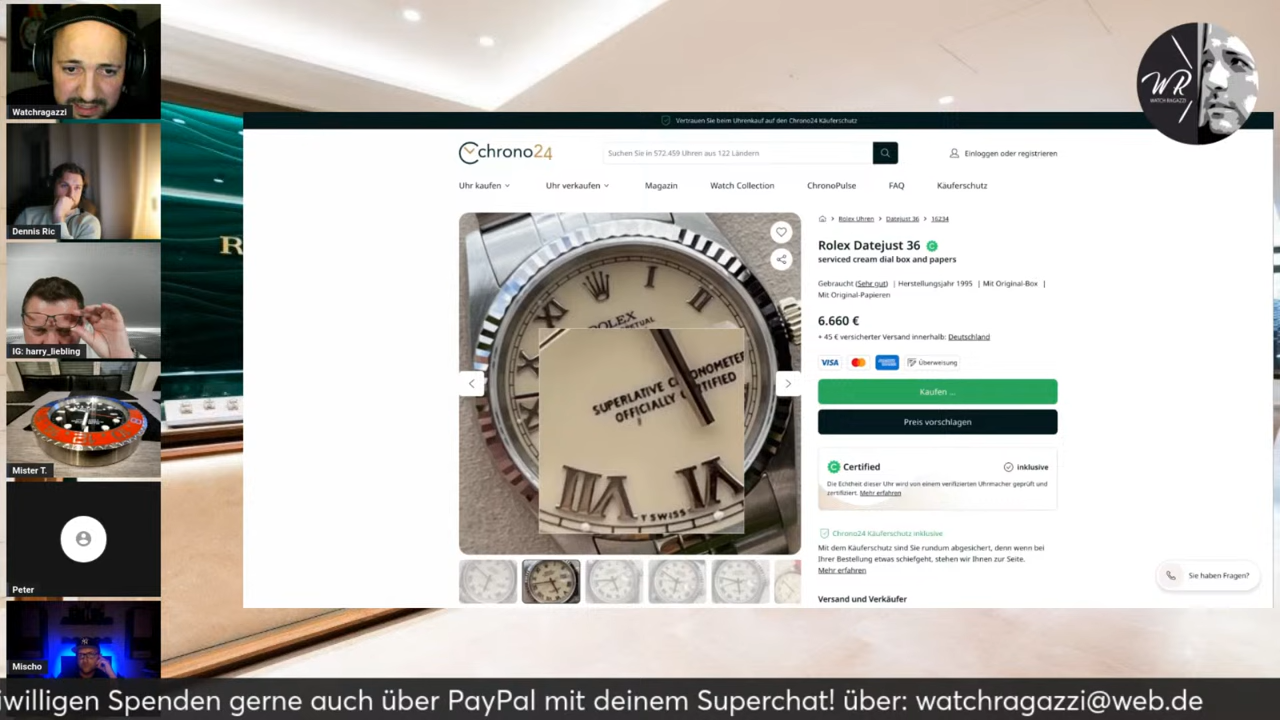 Watchragazzi
Dennis Ric
IG: harry_liebling
Mister T.
Peter
Mischo
WR
WATCH RAGAZZI
Vertrauen Sie beim Uhrenkauf auf den Chrono24 Käuferschutz
chrono24
Suchen Sie in 572.459 Uhren aus 122 Ländern
Einloggen oder registrieren
Uhr kaufen
Uhr verkaufen
Magazin
Watch Collection
ChronoPulse
FAQ
Käuferschutz
Rolex Uhren > Datejust 36 > 16234
Rolex Datejust 36
serviced cream dial box and papers
Gebraucht (Sehr gut) | Herstellungsjahr 1995 | Mit Original-Box |
Mit Original-Papieren
6.660 €
+ 45 € versicherter Versand innerhalb: Deutschland
VISA
Überweisung
Kaufen ...
Preis vorschlagen
Certified
inklusive
Die Echtheit dieser Uhr wird von einem verifizierten Uhrmacher geprüft und
zertifiziert. Mehr erfahren
Chrono24 Käuferschutz inklusive
Mit dem Käuferschutz sind Sie rundum abgesichert, denn wenn bei
Ihrer Bestellung etwas schiefgeht, stehen wir Ihnen zur Seite.
Mehr erfahren
Versand und Verkäufer
Sie haben Fragen?
XI I II
ROLEX
SUPERLATIVE CHRONOMETER
OFFICIALLY CERTIFIED
VIII VII
T SWISS
iwilligen Spenden gerne auch über PayPal mit deinem Superchat! über: watchragazzi@web.de